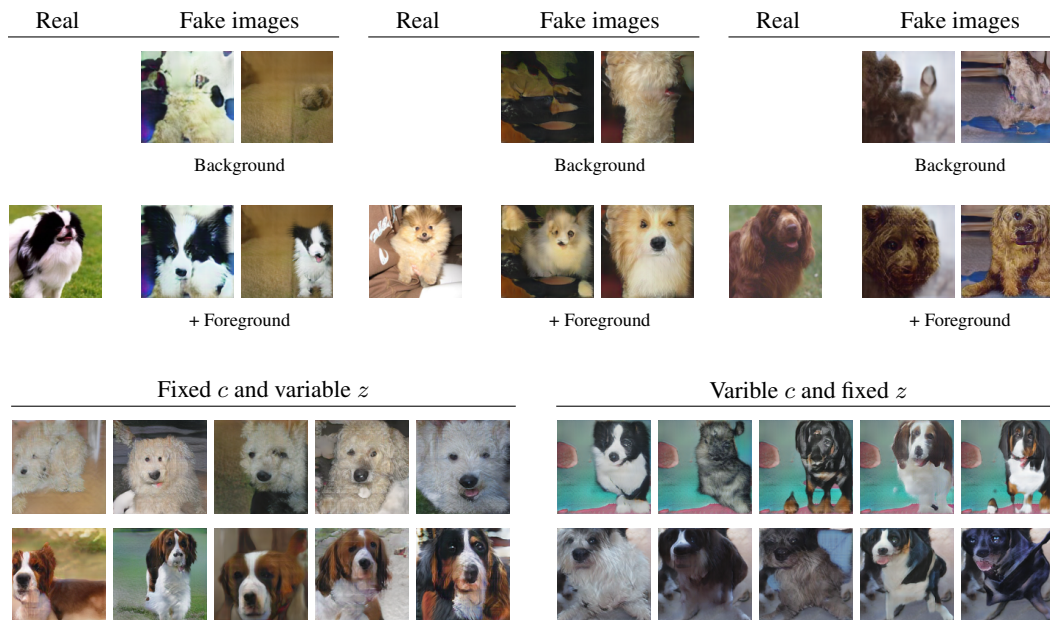 Real Fake images Real Fake images Real Fake images
Background Background Background
+ Foreground + Foreground + Foreground
Fixed c and variable z Varible c and fixed z